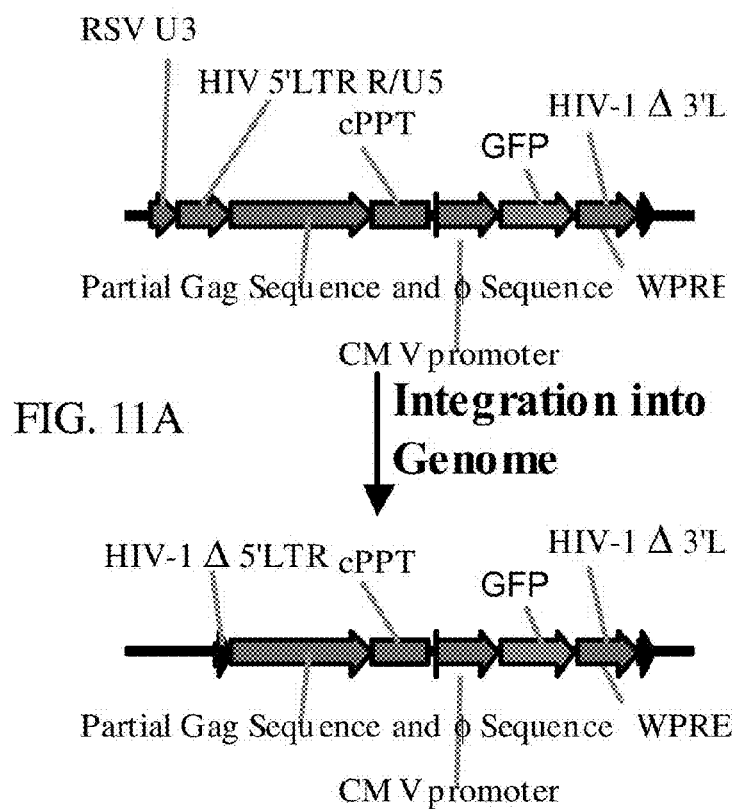 RSV U3
HIV 5'LTR R/U5
cPPT
HIV-1 Δ 3'L
GFP
Partial Gag Sequence and ϕ Sequence WPRE
CMV promoter
FIG. 11A
Integration into
Genome
HIV-1 Δ 5'LTR cPPT
HIV-1 Δ 3'L
GFP
Partial Gag Sequence and ϕ Sequence WPRE
CMV promoter